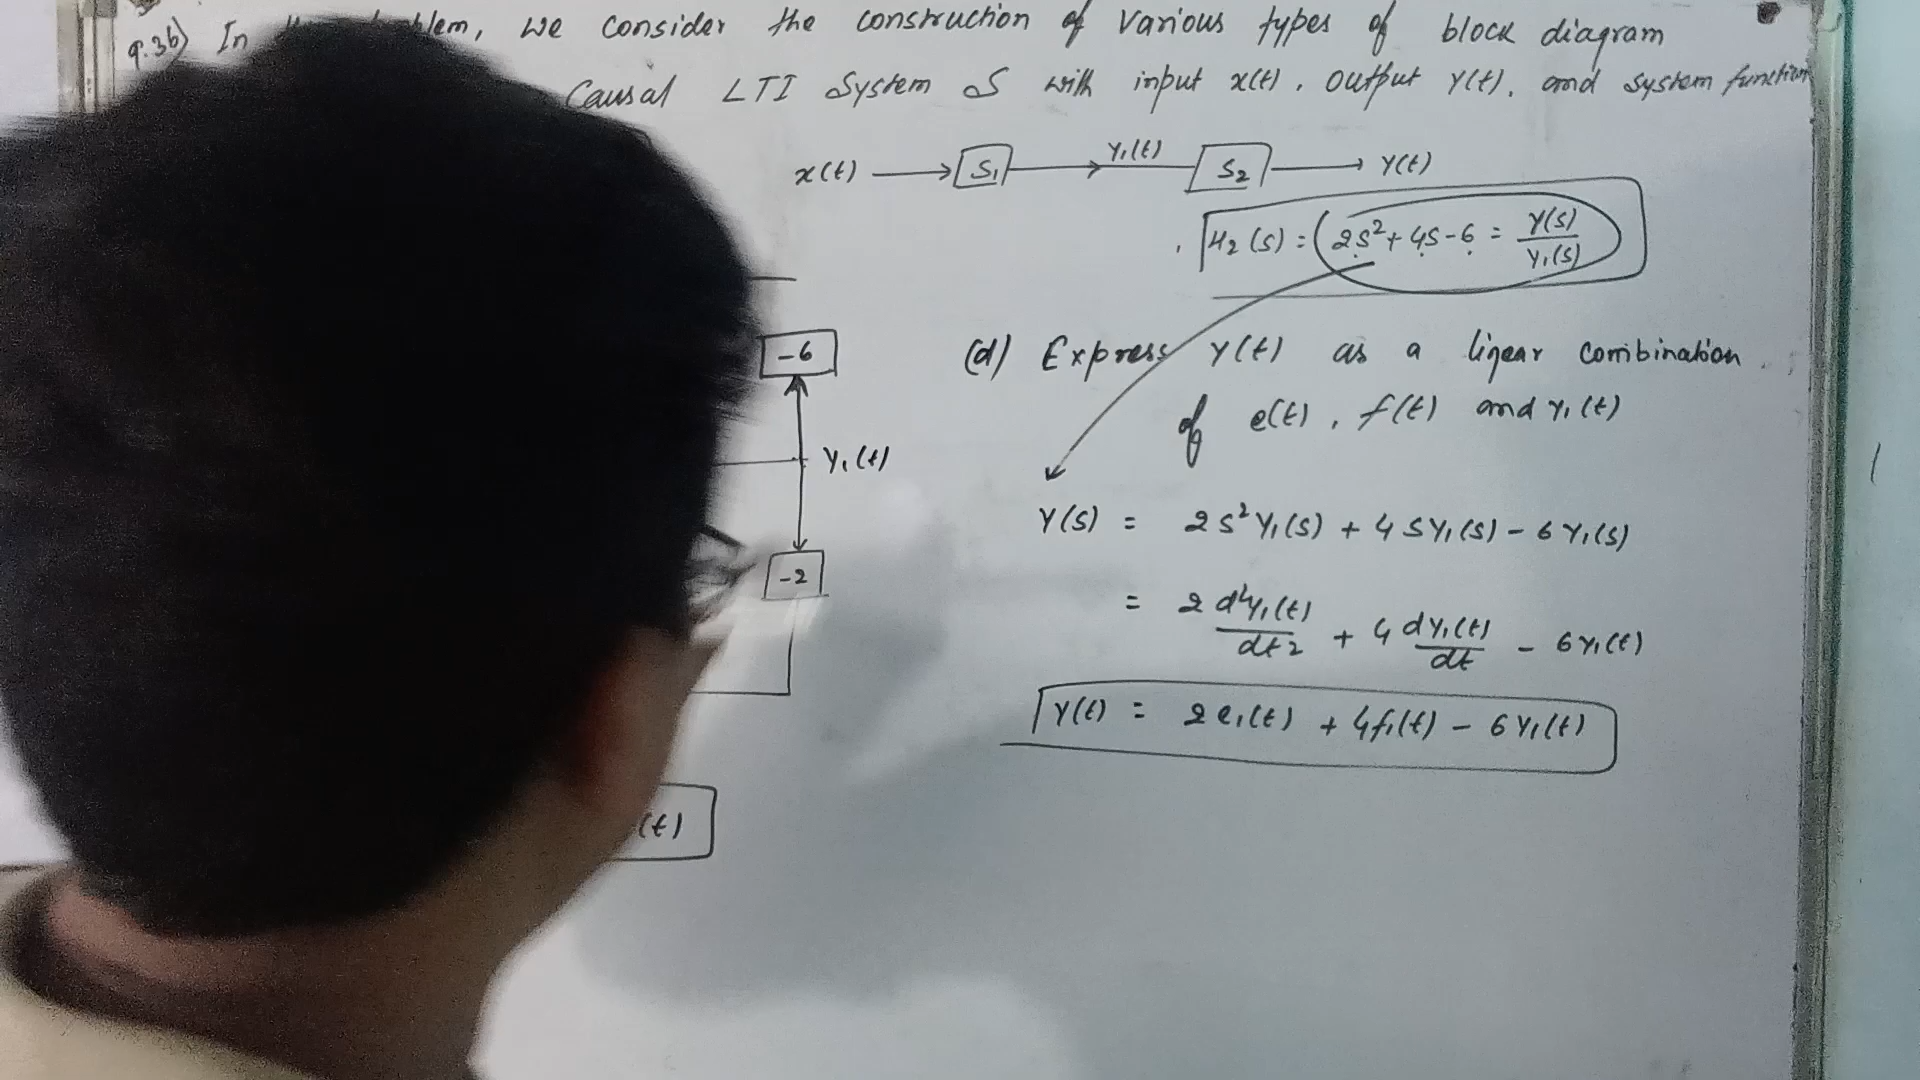 9.36) In we consider the construction of various types of block diagram
Causal LTI System S with input x(t), output Y(t), and system function
x(t) S1 Y1(t) S2 Y(t)
H2(s) = 2s²+4s-6 = Y(s)/Y1(s)
-6
(d) Express Y(t) as a linear combination
of e(t), f(t) and Y1(t)
Y1(t)
Y(s) = 2s²Y1(s) + 4sY1(s) - 6Y1(s)
-2
= 2 d²y1(t)/dt2 + 4 dy1(t)/dt - 6y1(t)
Y(t) = 2e1(t) + 4f1(t) - 6Y1(t)
(t)